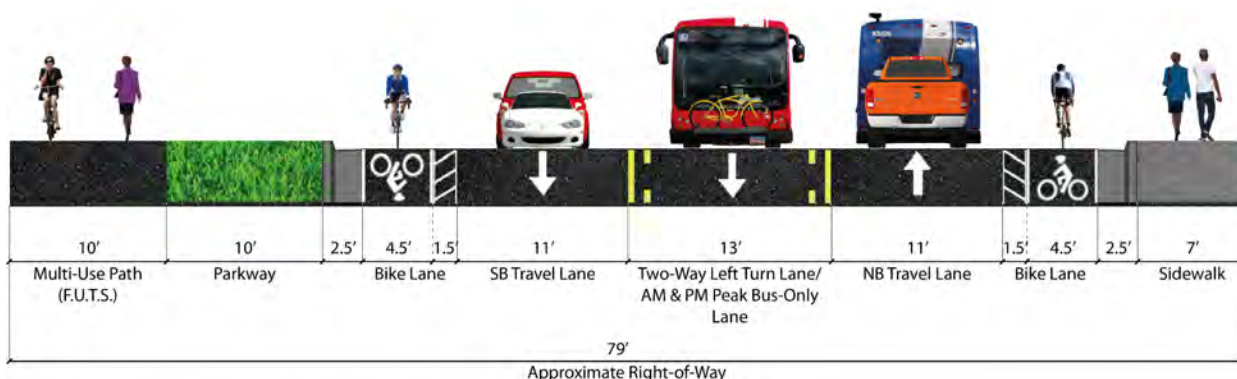 10' 10' 2.5' 4.5' 1.5' 11' 13' 11' 1.5' 4.5' 2.5' 7'
Multi-Use Path
(F.U.T.S.)
Parkway
Bike Lane
SB Travel Lane
Two-Way Left Turn Lane/
AM & PM Peak Bus-Only
Lane
NB Travel Lane
Bike Lane
Sidewalk
79'
Approximate Right-of-Way